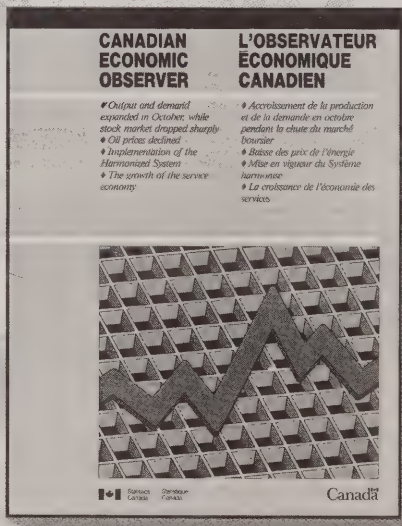 CANADIAN
ECONOMIC
OBSERVER
♦ Output and demand
expanded in October, while
stock market dropped sharply
♦ Oil prices declined
♦ Implementation of the
Harmonized System
♦ The growth of the service
economy
L'OBSERVATEUR
ÉCONOMIQUE
CANADIEN
♦ Accroissement de la production
et de la demande en octobre
pendant la chute du marché
boursier
♦ Baisse des prix de l'énergie
♦ Mise en vigueur du Système
harmonisé
♦ La croissance de l'économie des
services
Statistics Statistique
Canada Canada
Canada